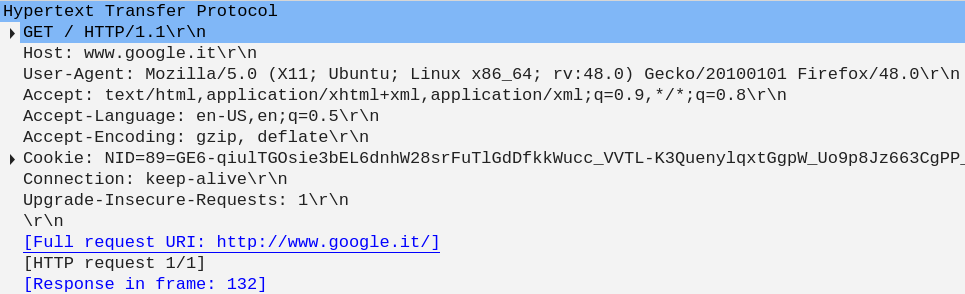 Hypertext Transfer Protocol
GET / HTTP/1.1\r\n
Host: www.google.it\r\n
User-Agent: Mozilla/5.0 (X11; Ubuntu; Linux x86_64; rv:48.0) Gecko/20100101 Firefox/48.0\r\n
Accept: text/html,application/xhtml+xml,application/xml;q=0.9,*/*;q=0.8\r\n
Accept-Language: en-US,en;q=0.5\r\n
Accept-Encoding: gzip, deflate\r\n
Cookie: NID=89=GE6-qiulTGOsie3bEL6dnhW28srFuTlGdDfkkWucc_VVTL-K3QuenylqxtGgpW_Uo9p8Jz663CgPP_
Connection: keep-alive\r\n
Upgrade-Insecure-Requests: 1\r\n
\r\n
[Full request URI: http://www.google.it/]
[HTTP request 1/1]
[Response in frame: 132]